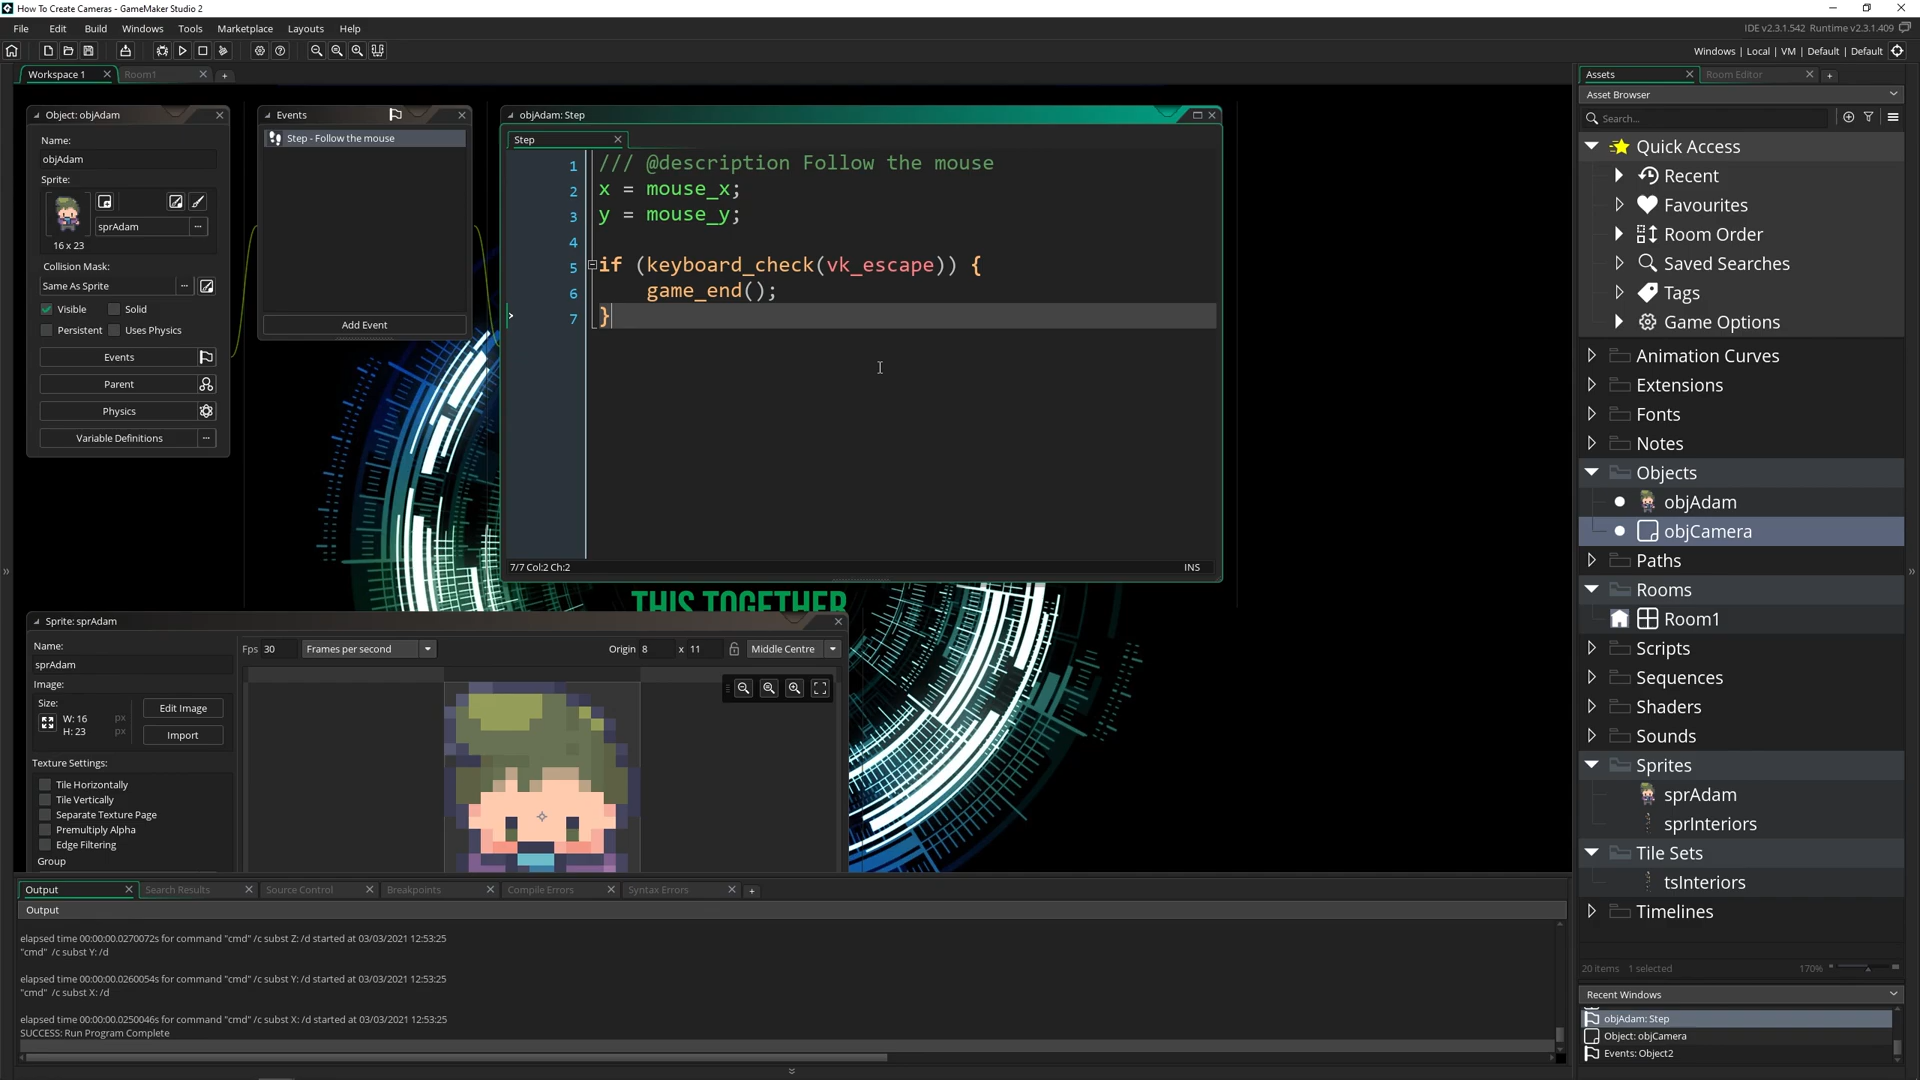 How To Create Cameras - GameMaker Studio 2
File Edit Build Windows Tools Marketplace Layouts Help
IDE v2.3.1.542 Runtime v2.3.1.409
Windows | Local | VM | Default | Default
Workspace 1
Room1
Object: objAdam
Name:
objAdam
Sprite:
sprAdam
16 x 23
Collision Mask:
Same As Sprite
Visible Solid
Persistent Uses Physics
Events
Parent
Physics
Variable Definitions
Events
Step - Follow the mouse
Add Event
objAdam: Step
Step
1 /// @description Follow the mouse
2 x = mouse_x;
3 y = mouse_y;
4
5 if (keyboard_check(vk_escape)) {
6 game_end();
7 }
7/7 Col:2 Ch:2
INS
THIS TOGETHER
Sprite: sprAdam
Name:
sprAdam
Image:
Size:
W: 16 px
H: 23 px
Edit Image
Import
Texture Settings:
Tile Horizontally
Tile Vertically
Separate Texture Page
Premultiply Alpha
Edge Filtering
Group
Fps 30 Frames per second
Origin 8 x 11 Middle Centre
Output Search Results Source Control Breakpoints Compile Errors Syntax Errors
Output
elapsed time 00:00:00.0270072s for command "cmd" /c subst Z: /d started at 03/03/2021 12:53:25
"cmd" /c subst Y: /d
elapsed time 00:00:00.0260054s for command "cmd" /c subst Y: /d started at 03/03/2021 12:53:25
"cmd" /c subst X: /d
elapsed time 00:00:00.0250046s for command "cmd" /c subst X: /d started at 03/03/2021 12:53:25
SUCCESS: Run Program Complete
Assets
Room Editor
Asset Browser
Search...
Quick Access
Recent
Favourites
Room Order
Saved Searches
Tags
Game Options
Animation Curves
Extensions
Fonts
Notes
Objects
objAdam
objCamera
Paths
Rooms
Room1
Scripts
Sequences
Shaders
Sounds
Sprites
sprAdam
sprInteriors
Tile Sets
tsInteriors
Timelines
20 items 1 selected
170%
Recent Windows
objAdam: Step
Object: objCamera
Events: Object2